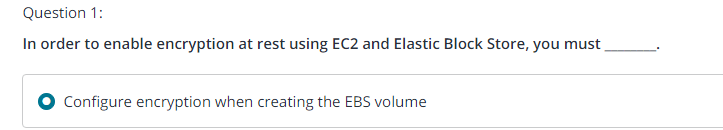 Question 1:
In order to enable encryption at rest using EC2 and Elastic Block Store, you must _______.
Configure encryption when creating the EBS volume